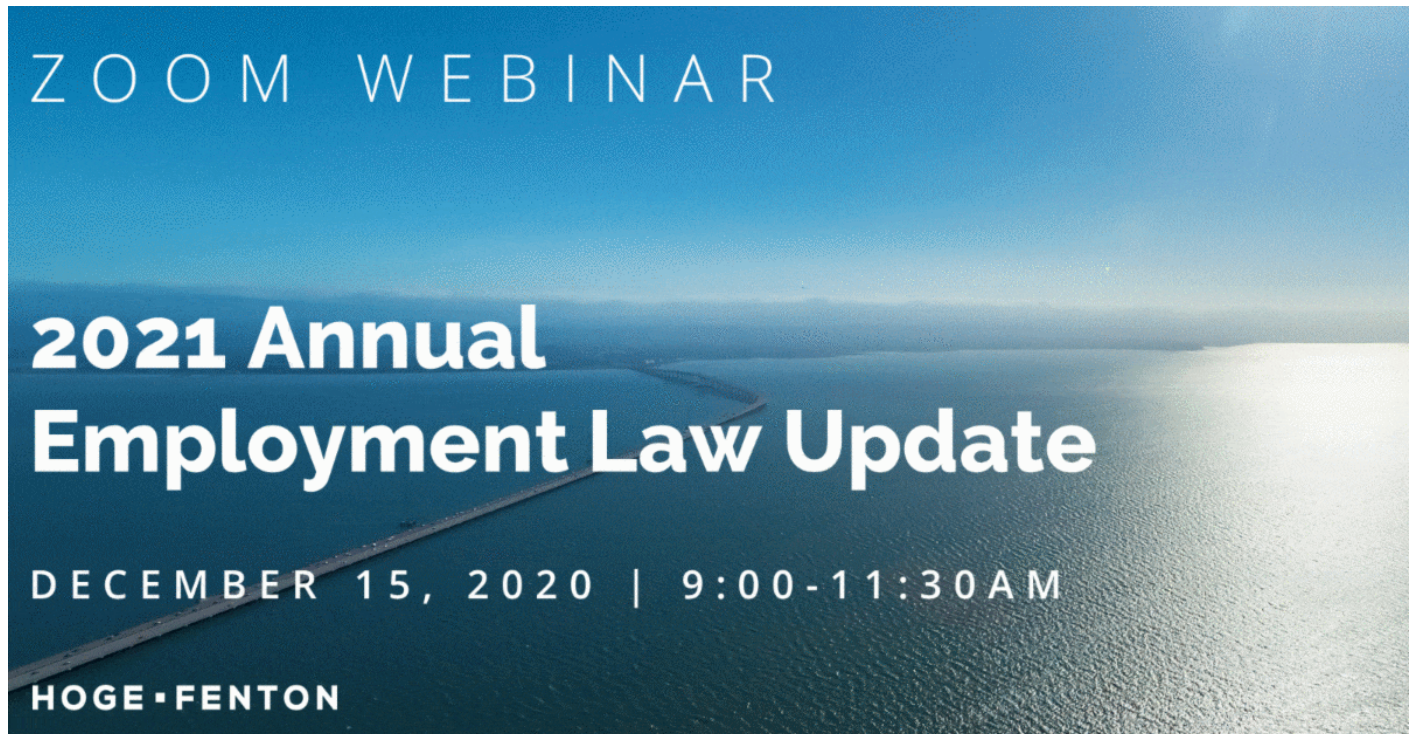 ZOOM WEBINAR
2021 Annual
Employment Law Update
DECEMBER 15, 2020 | 9:00-11:30AM
HOGE▪FENTON